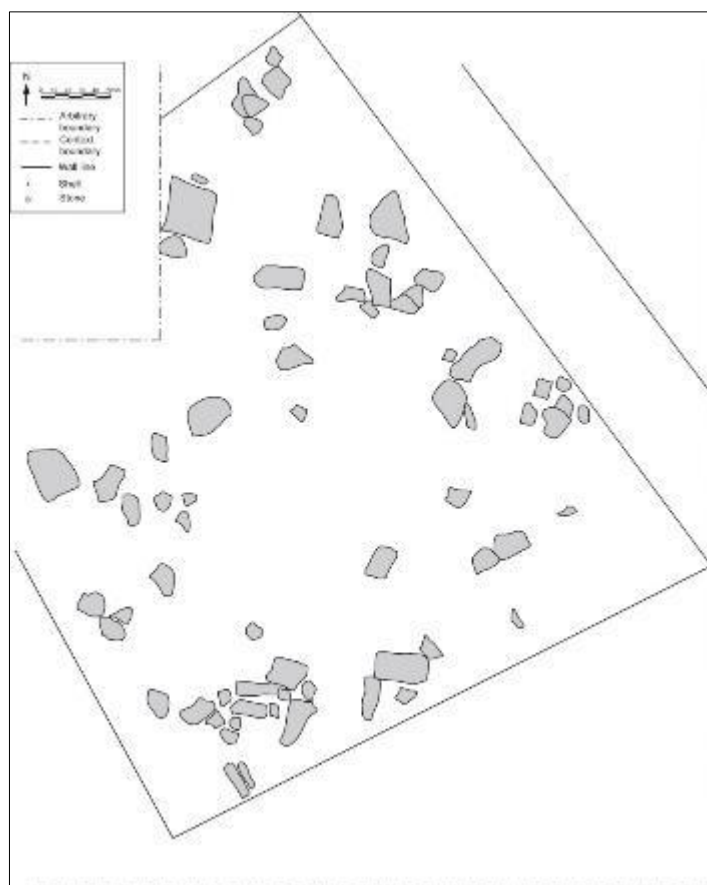 N
Arbitrary
boundary
Context
boundary
Wall line
Shell
Stone